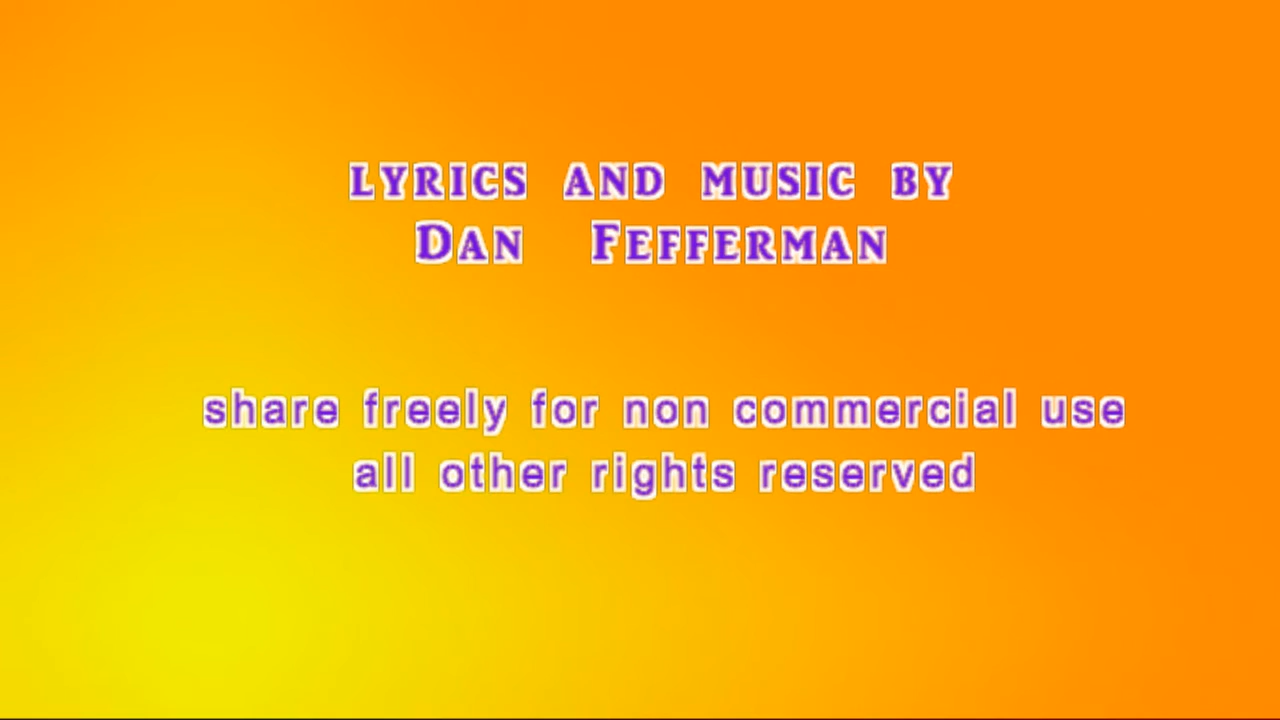 LYRICS AND MUSIC BY
DAN FEFFERMAN
share freely for non commercial use
all other rights reserved